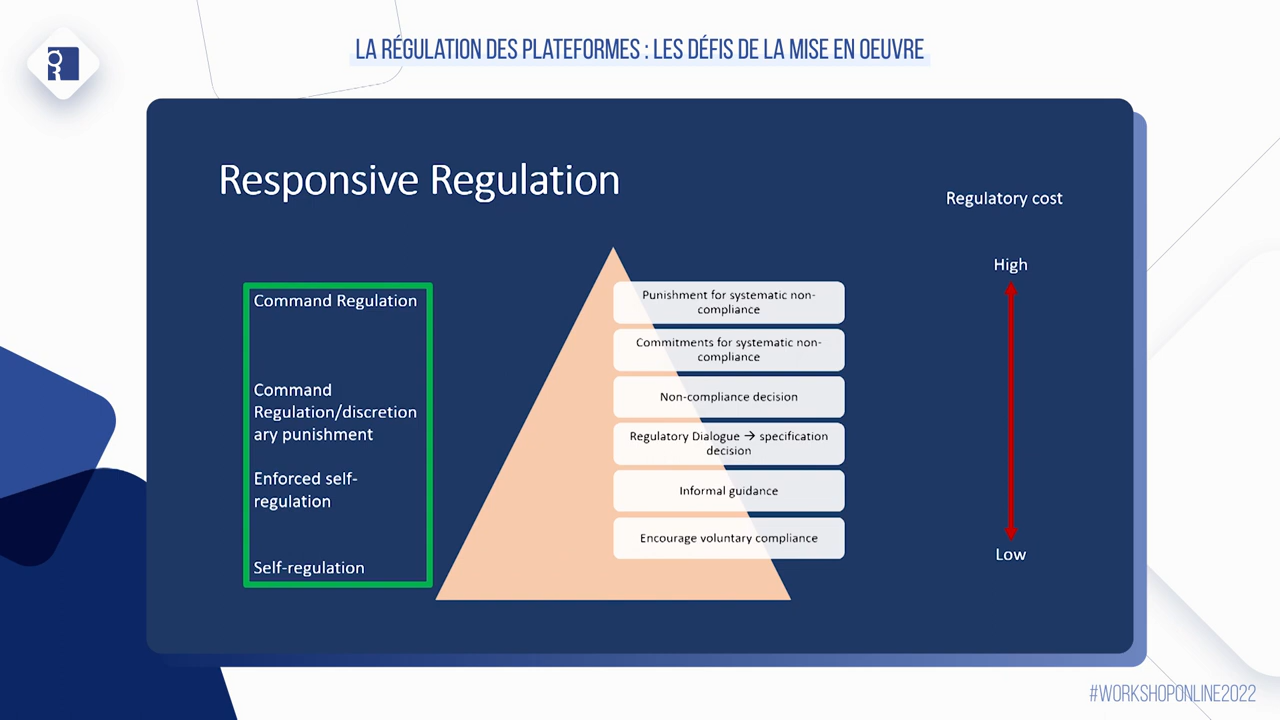 LA RÉGULATION DES PLATEFORMES : LES DÉFIS DE LA MISE EN OEUVRE
Responsive Regulation
Regulatory cost
High
Low
Command Regulation
Command
Regulation/discretion
ary punishment
Enforced self-
regulation
Self-regulation
Punishment for systematic non-
compliance
Commitments for systematic non-
compliance
Non-compliance decision
Regulatory Dialogue → specification
decision
Informal guidance
Encourage voluntary compliance
#WORKSHOPONLINE2022